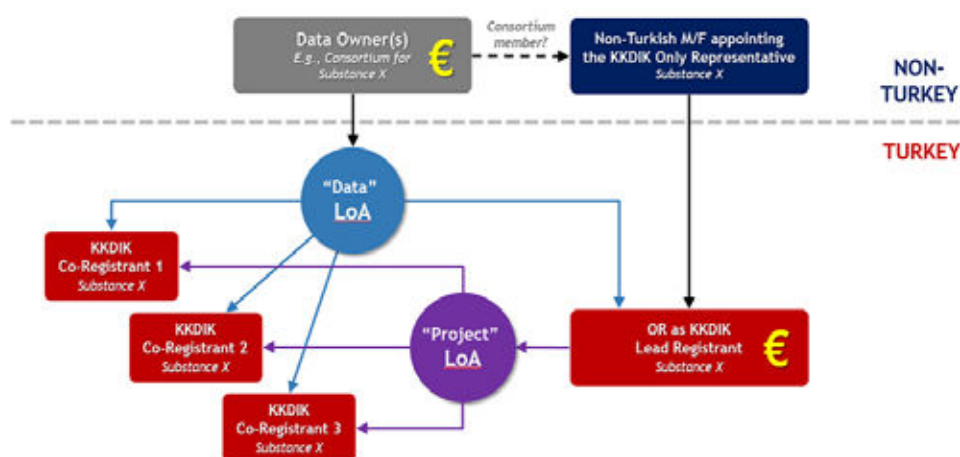 Data Owner(s)
E.g., Consortium for
Substance X
€
Consortium
member?
Non-Turkish M/F appointing
the KKDIK Only Representative
Substance X
NON-
TURKEY
TURKEY
"Data"
LoA
KKDIK
Co-Registrant 1
Substance X
KKDIK
Co-Registrant 2
Substance X
"Project"
LoA
OR as KKDIK
Lead Registrant
Substance X
€
KKDIK
Co-Registrant 3
Substance X